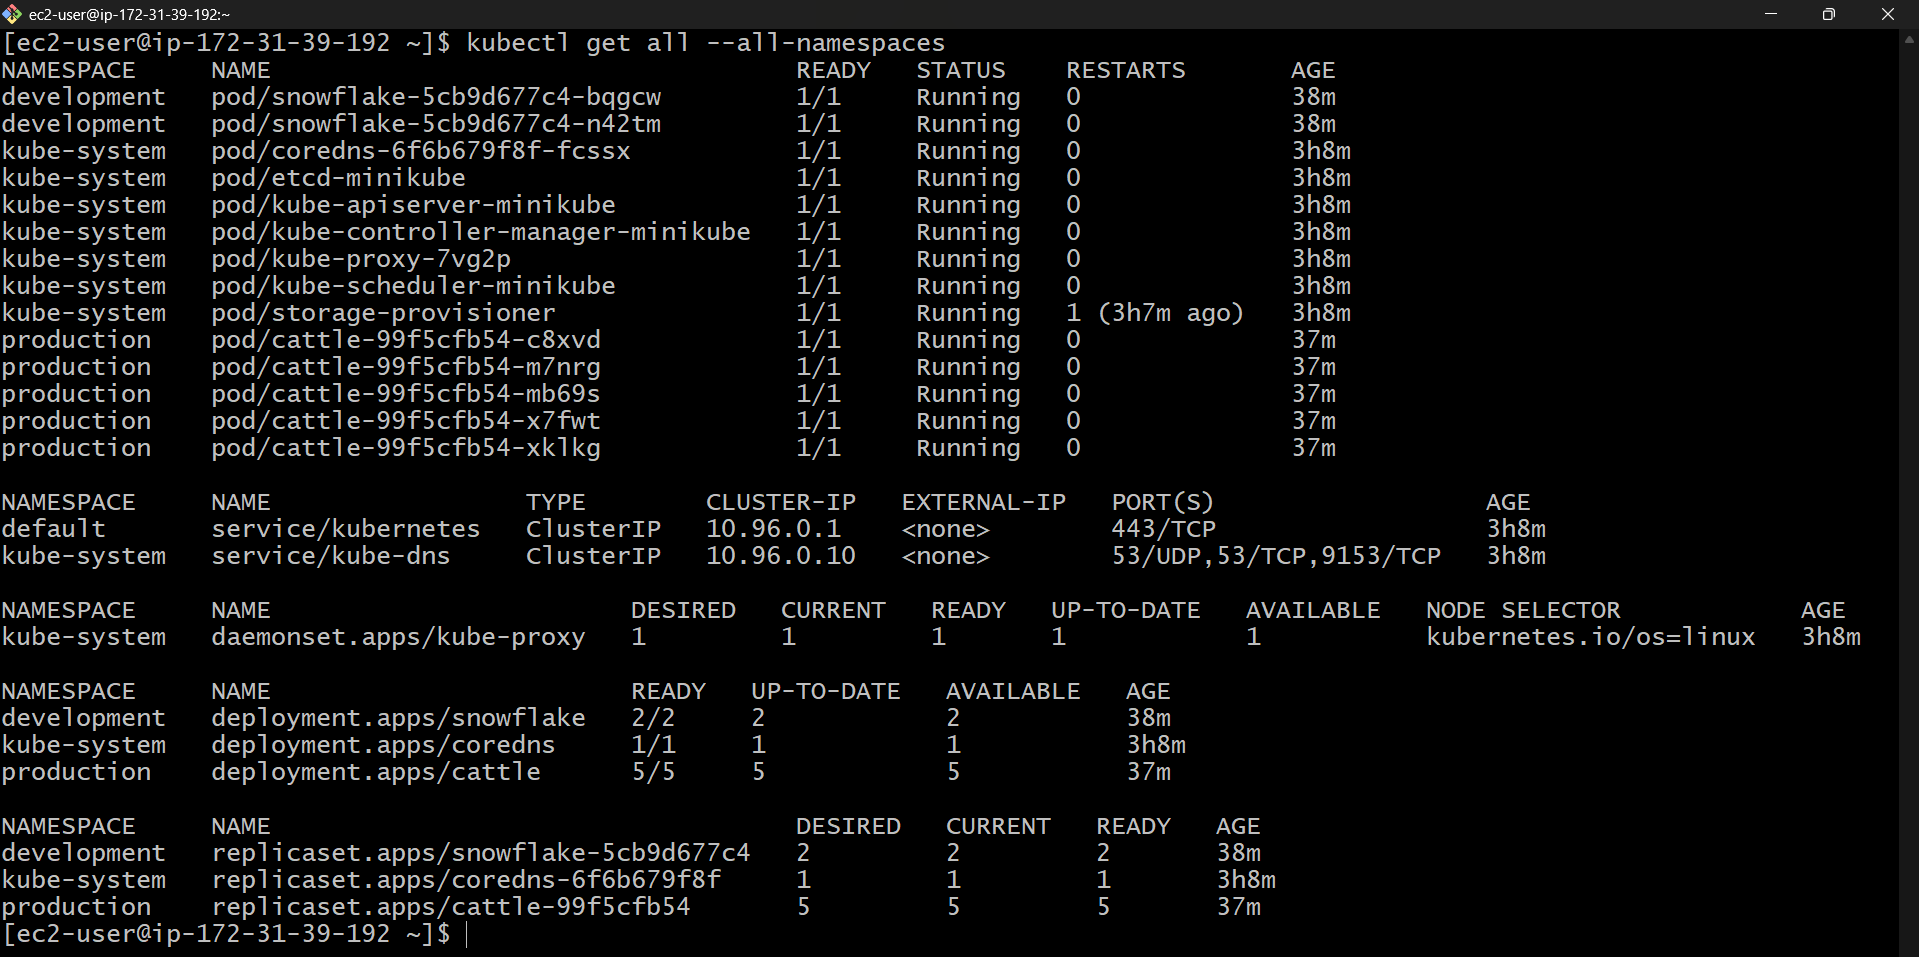 ec2-user@ip-172-31-39-192:~
[ec2-user@ip-172-31-39-192 ~]$ kubectl get all --all-namespaces
NAMESPACE NAME READY STATUS RESTARTS AGE
development pod/snowflake-5cb9d677c4-bqgcw 1/1 Running 0 38m
development pod/snowflake-5cb9d677c4-n42tm 1/1 Running 0 38m
kube-system pod/coredns-6f6b679f8f-fcssx 1/1 Running 0 3h8m
kube-system pod/etcd-minikube 1/1 Running 0 3h8m
kube-system pod/kube-apiserver-minikube 1/1 Running 0 3h8m
kube-system pod/kube-controller-manager-minikube 1/1 Running 0 3h8m
kube-system pod/kube-proxy-7vg2p 1/1 Running 0 3h8m
kube-system pod/kube-scheduler-minikube 1/1 Running 0 3h8m
kube-system pod/storage-provisioner 1/1 Running 1 (3h7m ago) 3h8m
production pod/cattle-99f5cfb54-c8xvd 1/1 Running 0 37m
production pod/cattle-99f5cfb54-m7nrg 1/1 Running 0 37m
production pod/cattle-99f5cfb54-mb69s 1/1 Running 0 37m
production pod/cattle-99f5cfb54-x7fwt 1/1 Running 0 37m
production pod/cattle-99f5cfb54-xklkg 1/1 Running 0 37m
NAMESPACE NAME TYPE CLUSTER-IP EXTERNAL-IP PORT(S) AGE
default service/kubernetes ClusterIP 10.96.0.1 <none> 443/TCP 3h8m
kube-system service/kube-dns ClusterIP 10.96.0.10 <none> 53/UDP,53/TCP,9153/TCP 3h8m
NAMESPACE NAME DESIRED CURRENT READY UP-TO-DATE AVAILABLE NODE SELECTOR AGE
kube-system daemonset.apps/kube-proxy 1 1 1 1 1 kubernetes.io/os=linux 3h8m
NAMESPACE NAME READY UP-TO-DATE AVAILABLE AGE
development deployment.apps/snowflake 2/2 2 2 38m
kube-system deployment.apps/coredns 1/1 1 1 3h8m
production deployment.apps/cattle 5/5 5 5 37m
NAMESPACE NAME DESIRED CURRENT READY AGE
development replicaset.apps/snowflake-5cb9d677c4 2 2 2 38m
kube-system replicaset.apps/coredns-6f6b679f8f 1 1 1 3h8m
production replicaset.apps/cattle-99f5cfb54 5 5 5 37m
[ec2-user@ip-172-31-39-192 ~]$